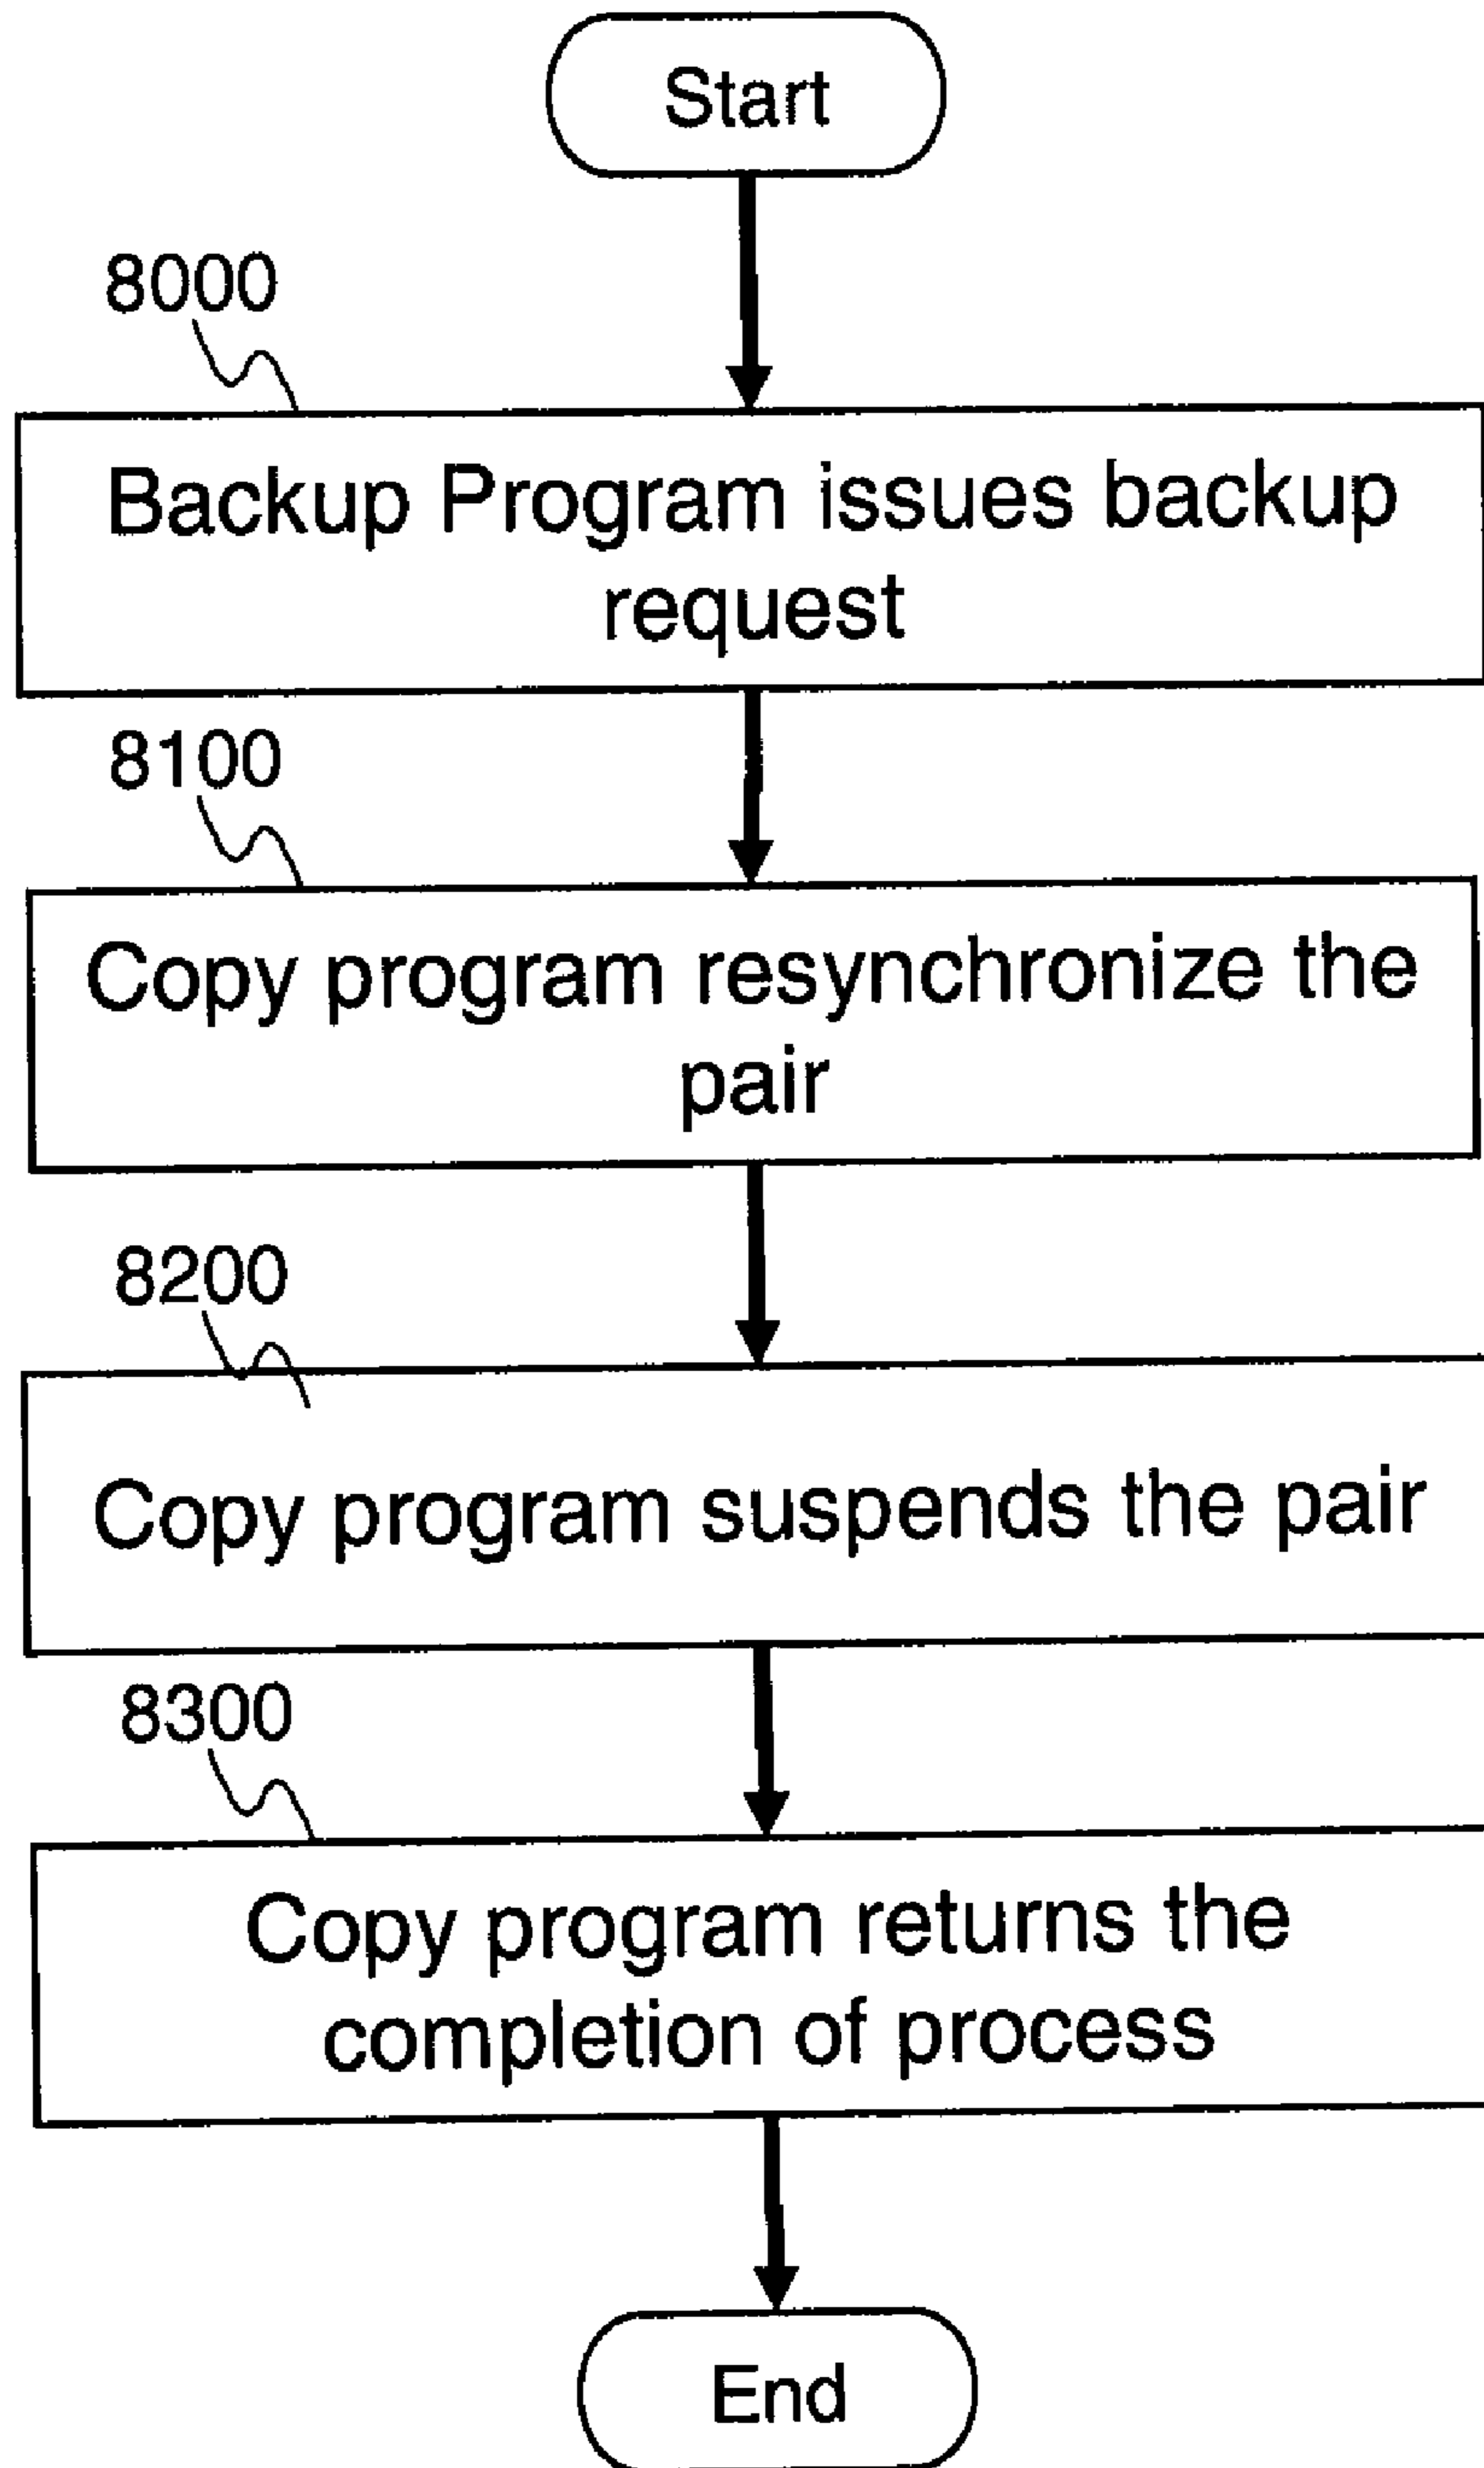 Start
8000
Backup Program issues backup
request
8100
Copy program resynchronize the
pair
8200
Copy program suspends the pair
8300
Copy program returns the
completion of process
End